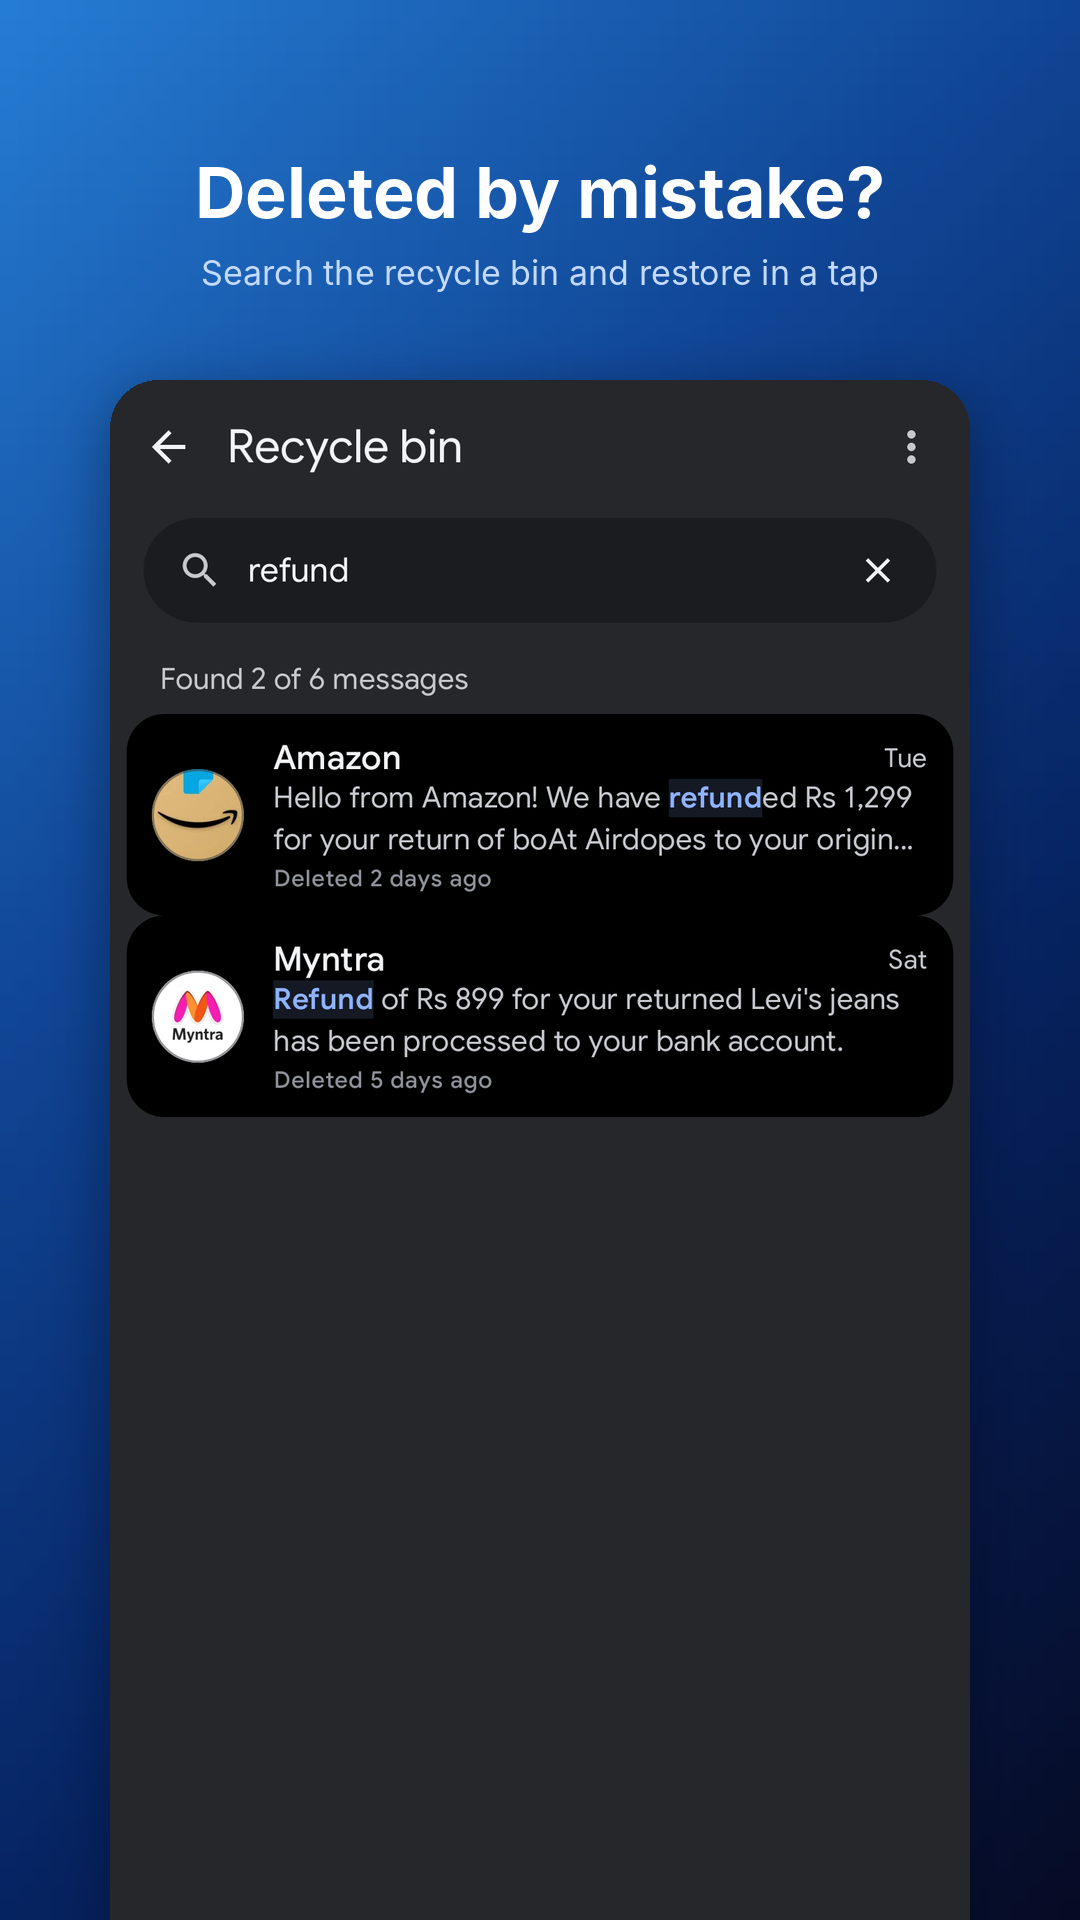 Deleted by mistake?
Search the recycle bin and restore in a tap
Recycle bin
refund
Found 2 of 6 messages
Amazon
Tue
Hello from Amazon! We have refunded Rs 1,299
for your return of boAt Airdopes to your origin...
Deleted 2 days ago
Myntra
Sat
Refund of Rs 899 for your returned Levi's jeans
Myntra
has been processed to your bank account.
Deleted 5 days ago